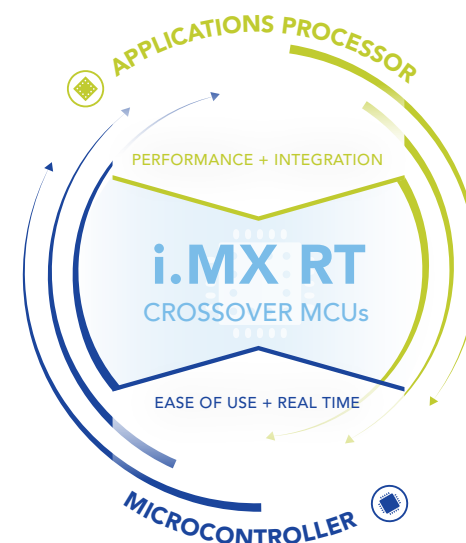 APPLICATIONS PROCESSOR
PERFORMANCE + INTEGRATION
i.MX RT
CROSSOVER MCUs
EASE OF USE + REAL TIME
MICROCONTROLLER